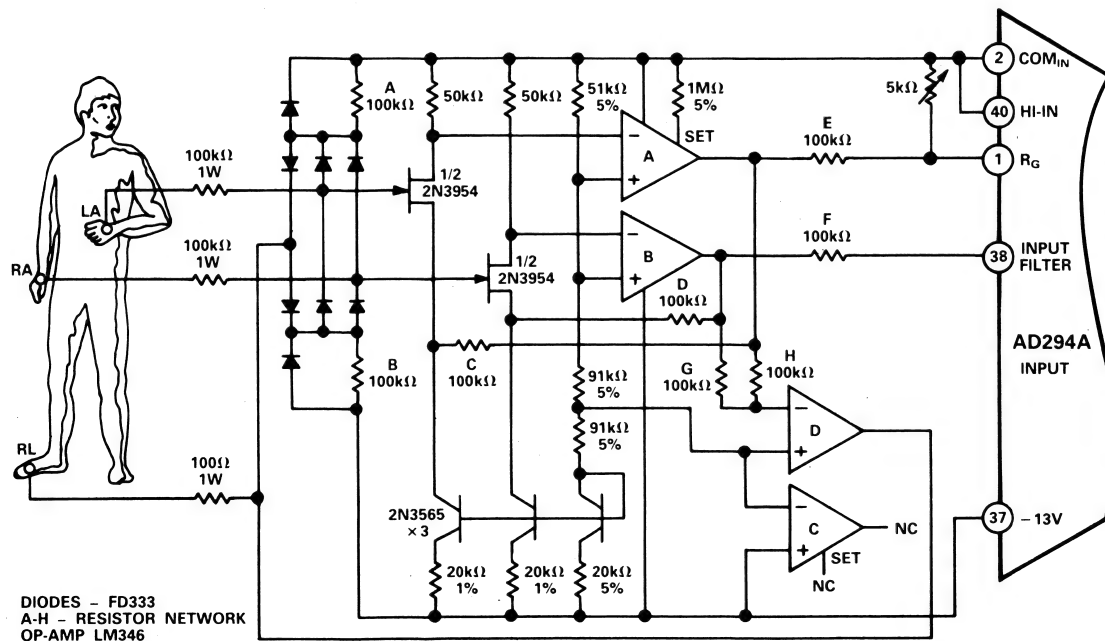 A
100kΩ
50kΩ
50kΩ
51kΩ
5%
1MΩ
5%
SET
5kΩ
2
COM_IN
40
HI-IN
E
100kΩ
1
R_G
100kΩ
1W
LA
1/2
2N3954
−
A
+
RA
100kΩ
1W
1/2
2N3954
−
B
+
F
100kΩ
38
INPUT
FILTER
D
100kΩ
AD294A
INPUT
B
100kΩ
C
100kΩ
G
100kΩ
H
100kΩ
91kΩ
5%
91kΩ
5%
−
D
+
RL
100Ω
1W
2N3565
×3
−
C
+
NC
SET
NC
37
−13V
20kΩ
1%
20kΩ
1%
20kΩ
5%
DIODES – FD333
A-H – RESISTOR NETWORK
OP-AMP LM346